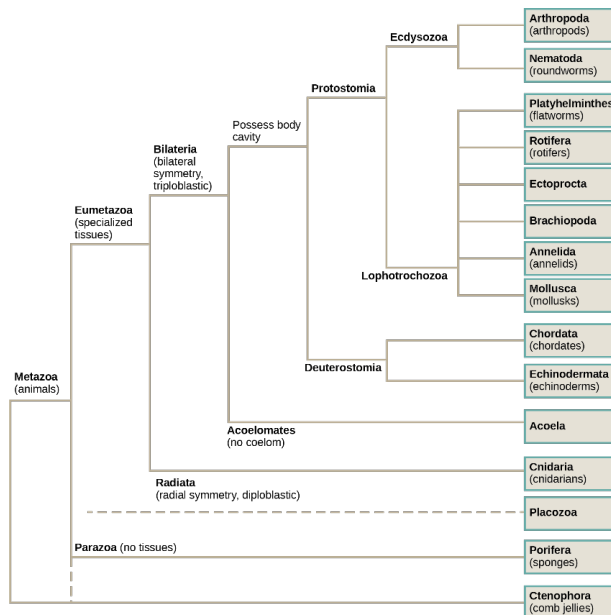 Arthropoda
(arthropods)
Ecdysozoa
Nematoda
(roundworms)
Protostomia
Platyhelminthes
(flatworms)
Possess body
cavity
Rotifera
(rotifers)
Bilateria
(bilateral
symmetry,
triploblastic)
Ectoprocta
Eumetazoa
(specialized
tissues)
Brachiopoda
Annelida
(annelids)
Lophotrochozoa
Mollusca
(mollusks)
Chordata
(chordates)
Deuterostomia
Echinodermata
(echinoderms)
Metazoa
(animals)
Acoelomates
(no coelom)
Acoela
Cnidaria
(cnidarians)
Radiata
(radial symmetry, diploblastic)
Placozoa
Parazoa (no tissues)
Porifera
(sponges)
Ctenophora
(comb jellies)